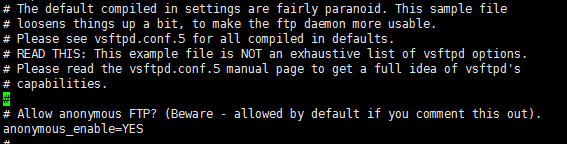 # The default compiled in settings are fairly paranoid. This sample file
# loosens things up a bit, to make the ftp daemon more usable.
# Please see vsftpd.conf.5 for all compiled in defaults.
# READ THIS: This example file is NOT an exhaustive list of vsftpd options.
# Please read the vsftpd.conf.5 manual page to get a full idea of vsftpd's
# capabilities.
#
# Allow anonymous FTP? (Beware - allowed by default if you comment this out).
anonymous_enable=YES
#